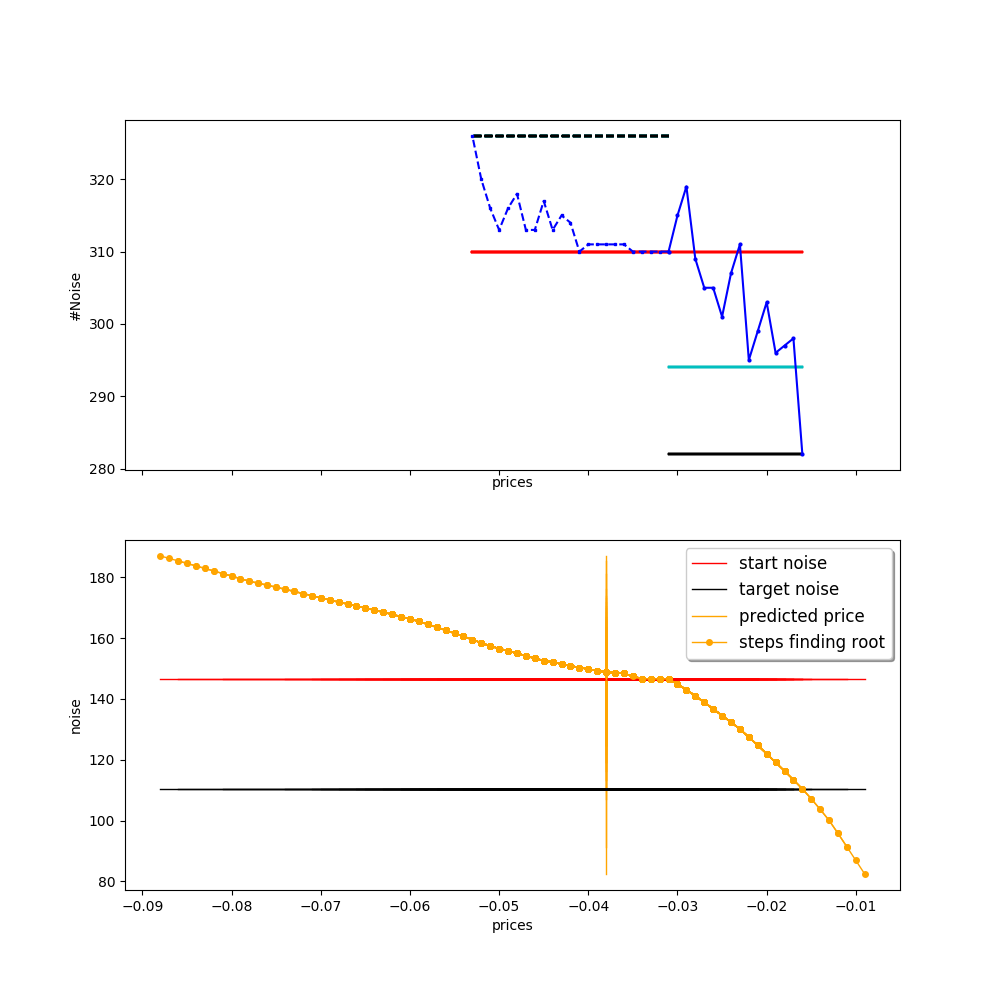 320
310
300
290
280
#Noise
prices
180
160
140
120
100
80
noise
start noise
target noise
predicted price
steps finding root
−0.09 −0.08 −0.07 −0.06 −0.05 −0.04 −0.03 −0.02 −0.01
prices